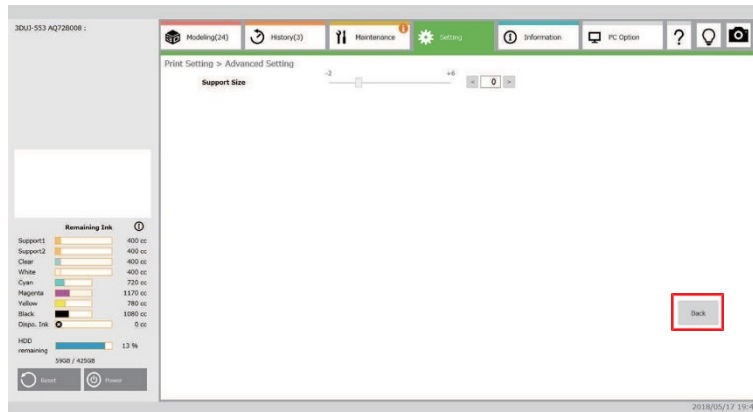 3DUJ-553 AQ72B008 :
Modeling(24)
History(3)
Maintenance
Setting
Information
PC Option
?
Print Setting > Advanced Setting
-2
+6
Support Size
<
0
>
Remaining Ink
Support1
400 cc
Support2
400 cc
Clear
400 cc
White
400 cc
Cyan
720 cc
Magenta
1170 cc
Yellow
780 cc
Black
1080 cc
Dispo. Ink
0 cc
HDD
remaining
13 %
59GB / 425GB
Reset
Power
Back
2018/05/17 19:4